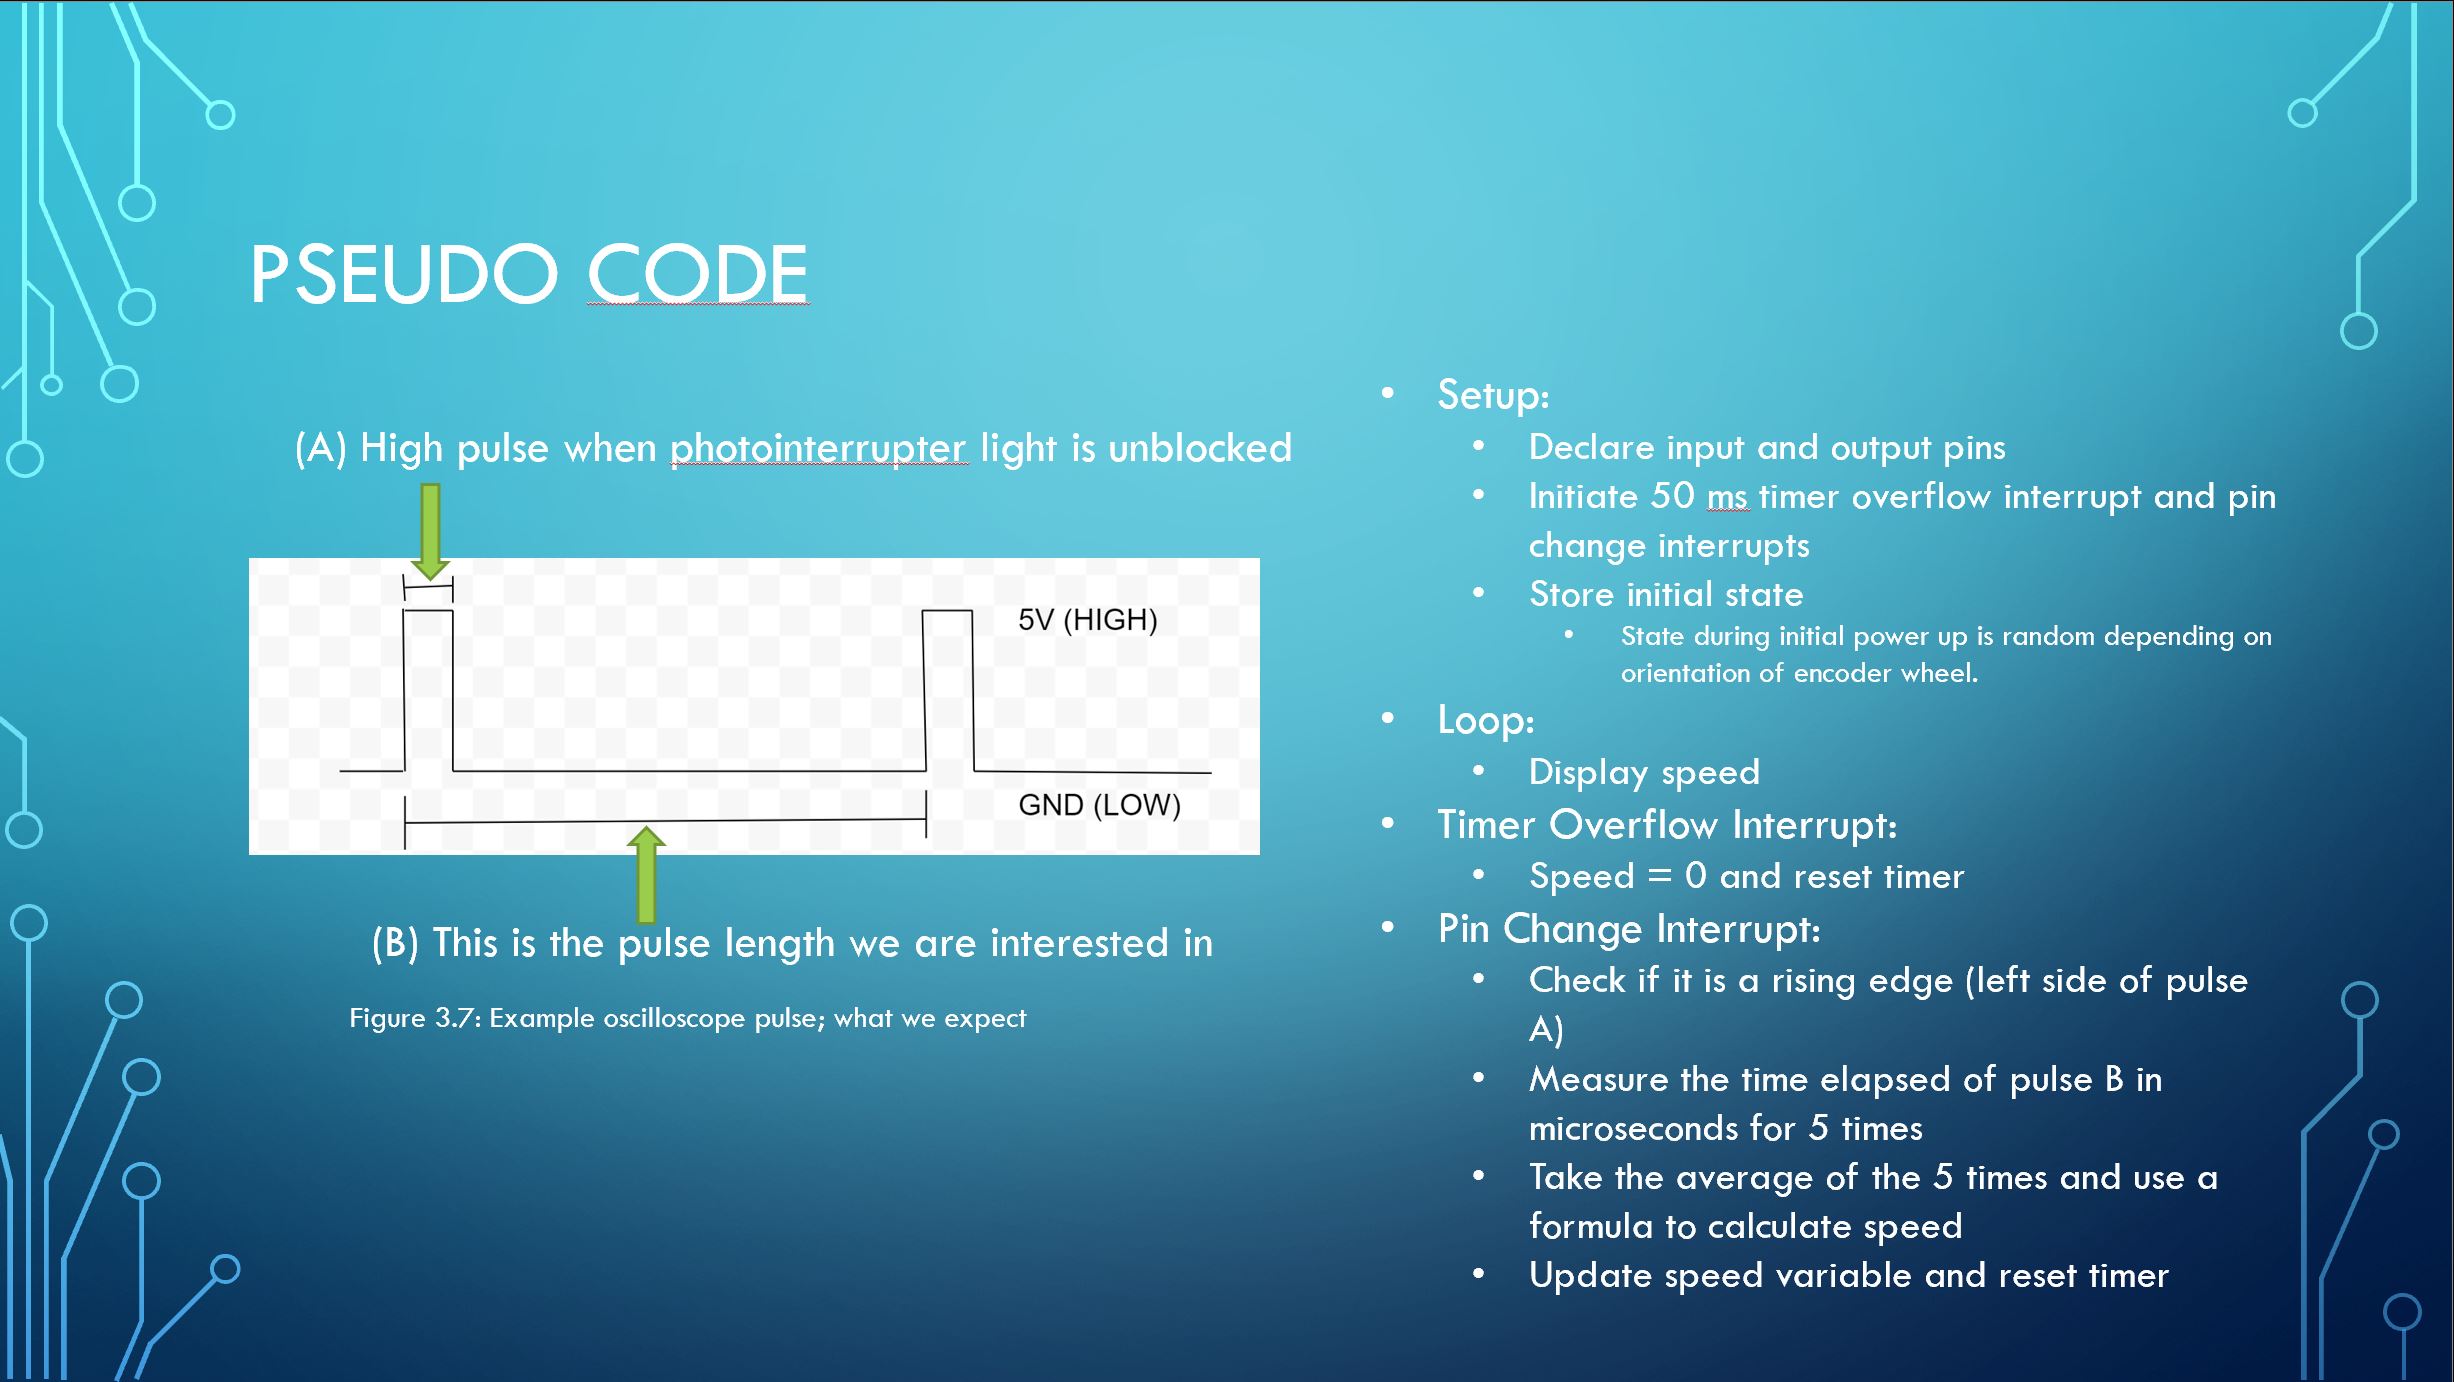 PSEUDO CODE
(A) High pulse when photointerrupter light is unblocked
5V (HIGH)
GND (LOW)
(B) This is the pulse length we are interested in
Figure 3.7: Example oscilloscope pulse; what we expect
• Setup:
• Declare input and output pins
• Initiate 50 ms timer overflow interrupt and pin
change interrupts
• Store initial state
• State during initial power up is random depending on
orientation of encoder wheel.
• Loop:
• Display speed
• Timer Overflow Interrupt:
• Speed = 0 and reset timer
• Pin Change Interrupt:
• Check if it is a rising edge (left side of pulse
A)
• Measure the time elapsed of pulse B in
microseconds for 5 times
• Take the average of the 5 times and use a
formula to calculate speed
• Update speed variable and reset timer